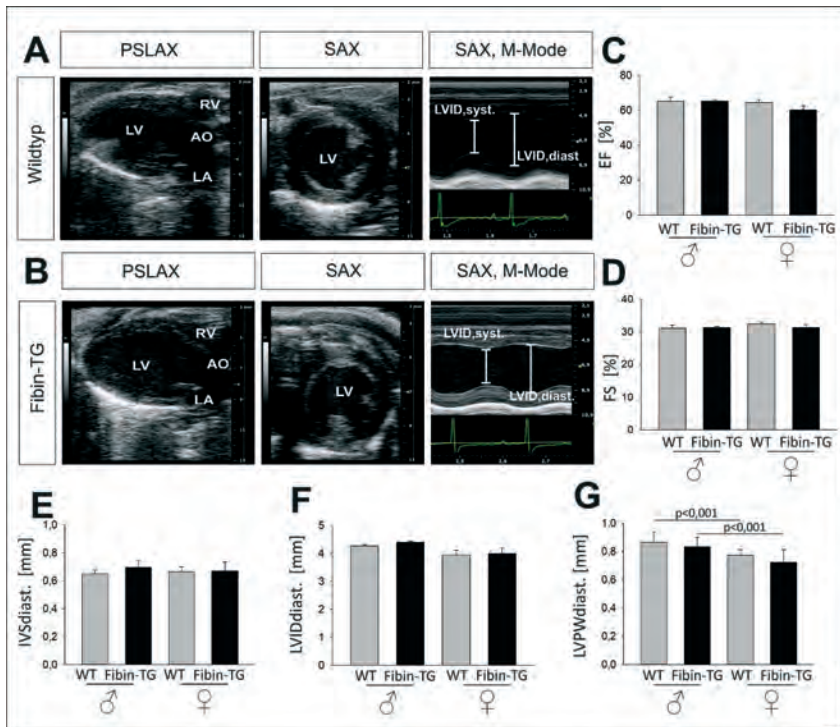 A PSLAX SAX SAX, M-Mode
Wildtyp
RV
LV
AO
LA
LV
LVID,syst.
LVID,diast
B PSLAX SAX SAX, M-Mode
Fibin-TG
RV
LV
AO
LA
LV
LVID,syst.
LVID,diast.
C
EF [%]
80
60
40
20
0
WT Fibin-TG WT Fibin-TG
♂ ♀
D
FS [%]
40
30
20
10
0
WT Fibin-TG WT Fibin-TG
♂ ♀
E
IVSdiast. [mm]
1,0
0,8
0,6
0,4
0,2
0,0
WT Fibin-TG WT Fibin-TG
♂ ♀
F
LVIDdiast. [mm]
5
4
3
2
1
0
WT Fibin-TG WT Fibin-TG
♂ ♀
G
LVPWdiast. [mm]
p<0,001
p<0,001
1,0
0,8
0,6
0,4
0,2
0,0
WT Fibin-TG WT Fibin-TG
♂ ♀